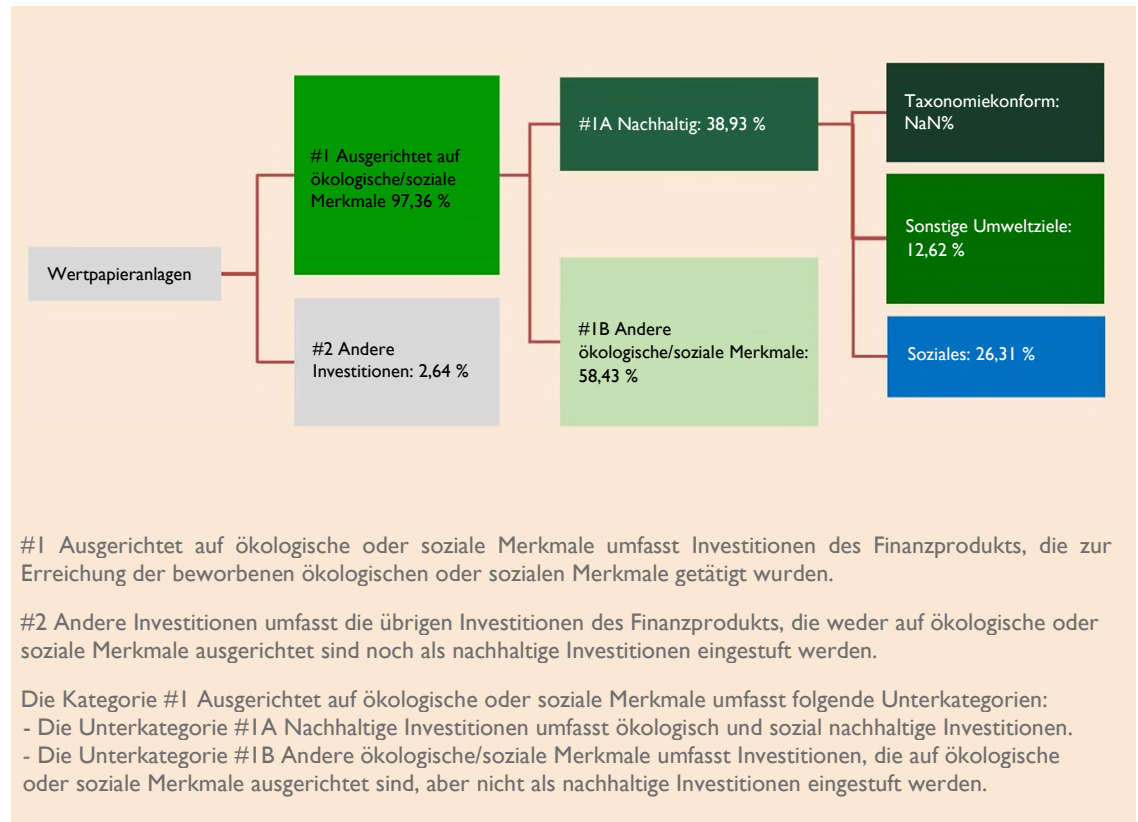 Wertpapieranlagen
#1 Ausgerichtet auf
ökologische/soziale
Merkmale 97,36 %
#2 Andere
Investitionen: 2,64 %
#1A Nachhaltig: 38,93 %
#1B Andere
ökologische/soziale Merkmale:
58,43 %
Taxonomiekonform:
NaN%
Sonstige Umweltziele:
12,62 %
Soziales: 26,31 %
#1 Ausgerichtet auf ökologische oder soziale Merkmale umfasst Investitionen des Finanzprodukts, die zur
Erreichung der beworbenen ökologischen oder sozialen Merkmale getätigt wurden.
#2 Andere Investitionen umfasst die übrigen Investitionen des Finanzprodukts, die weder auf ökologische oder
soziale Merkmale ausgerichtet sind noch als nachhaltige Investitionen eingestuft werden.
Die Kategorie #1 Ausgerichtet auf ökologische oder soziale Merkmale umfasst folgende Unterkategorien:
- Die Unterkategorie #1A Nachhaltige Investitionen umfasst ökologisch und sozial nachhaltige Investitionen.
- Die Unterkategorie #1B Andere ökologische/soziale Merkmale umfasst Investitionen, die auf ökologische
oder soziale Merkmale ausgerichtet sind, aber nicht als nachhaltige Investitionen eingestuft werden.